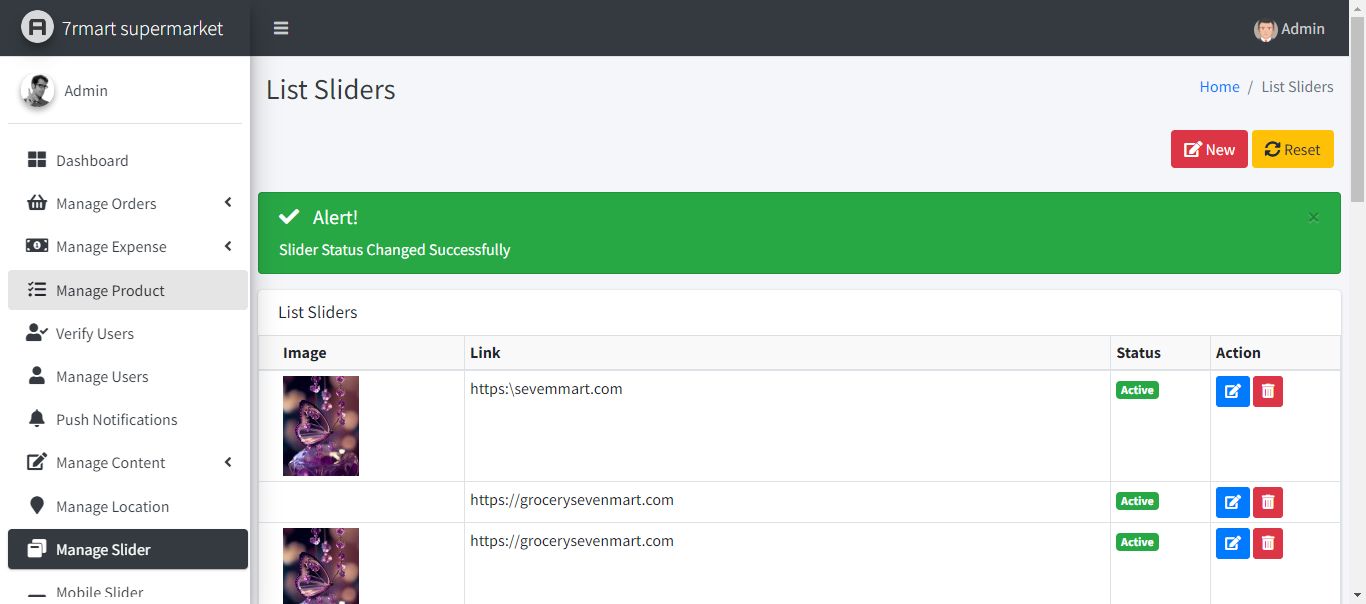 7rmart supermarket
Admin
Admin
List Sliders
Home / List Sliders
Dashboard
Manage Orders
Manage Expense
Manage Product
Verify Users
Manage Users
Push Notifications
Manage Content
Manage Location
Manage Slider
Mobile Slider
New
Reset
Alert!
×
Slider Status Changed Successfully
List Sliders
Image Link Status Action
https:\sevemmart.com Active
https://grocerysevenmart.com Active
https://grocerysevenmart.com Active